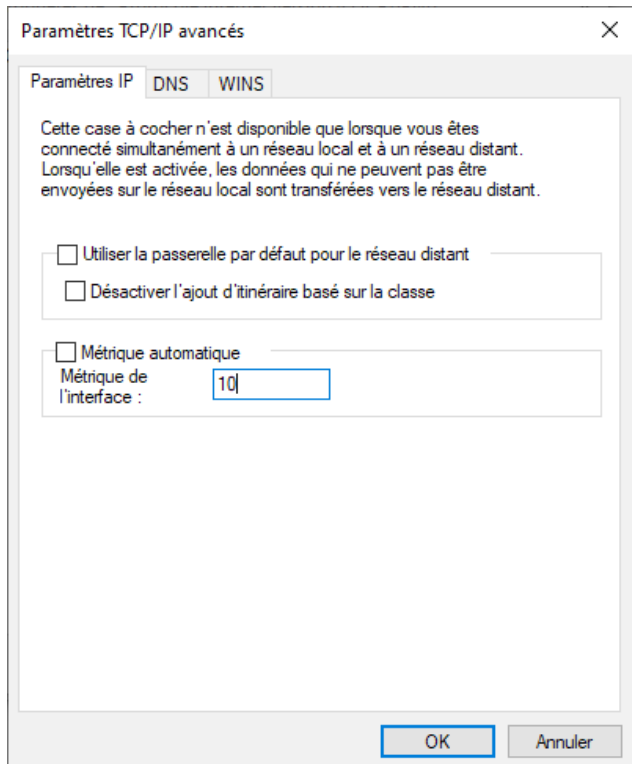 Paramètres TCP/IP avancés
Paramètres IP DNS WINS
Cette case à cocher n'est disponible que lorsque vous êtes
connecté simultanément à un réseau local et à un réseau distant.
Lorsqu'elle est activée, les données qui ne peuvent pas être
envoyées sur le réseau local sont transférées vers le réseau distant.
Utiliser la passerelle par défaut pour le réseau distant
Désactiver l'ajout d'itinéraire basé sur la classe
Métrique automatique
Métrique de
l'interface :
10
OK Annuler